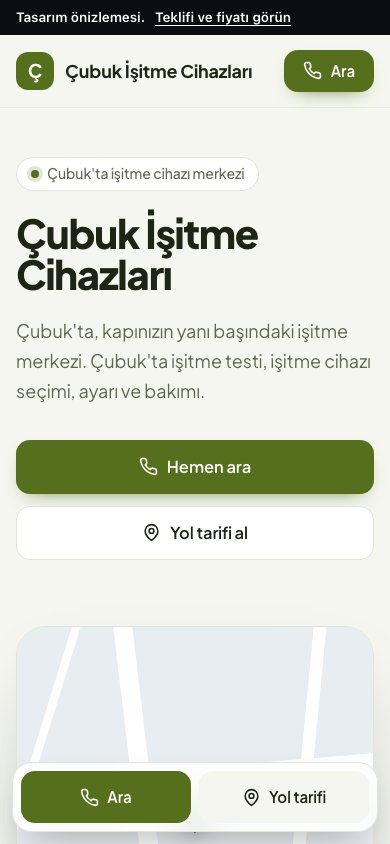 Tasarım önizlemesi. Teklifi ve fiyatı görün
Ç Çubuk İşitme Cihazları Ara
Çubuk'ta işitme cihazı merkezi
Çubuk İşitme
Cihazları
Çubuk'ta, kapınızın yanı başındaki işitme
merkezi. Çubuk'ta işitme testi, işitme cihazı
seçimi, ayarı ve bakımı.
Hemen ara
Yol tarifi al
Ara Yol tarifi